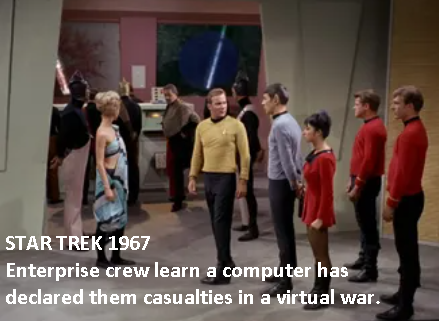 STAR TREK 1967
Enterprise crew learn a computer has
declared them casualties in a virtual war.